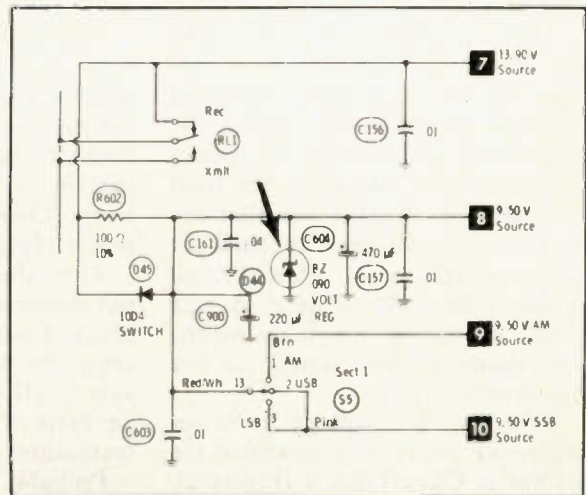 7 13.90 V
Source
Rec
RL1
Xmit
C156 01
R602
100 Ω
10%
8 9.50 V
Source
C161 04
C604
470 μF
D45
D44
BZ
090
VOLT
REG
C157 01
10D4
SWITCH
C900
220 μF
9 9.50 V AM
Source
Brn
1 AM
Sect 1
Red/Wh 13
2 USB
S5
LSB 3
Pink
10 9.50 V SSB
Source
C603 01